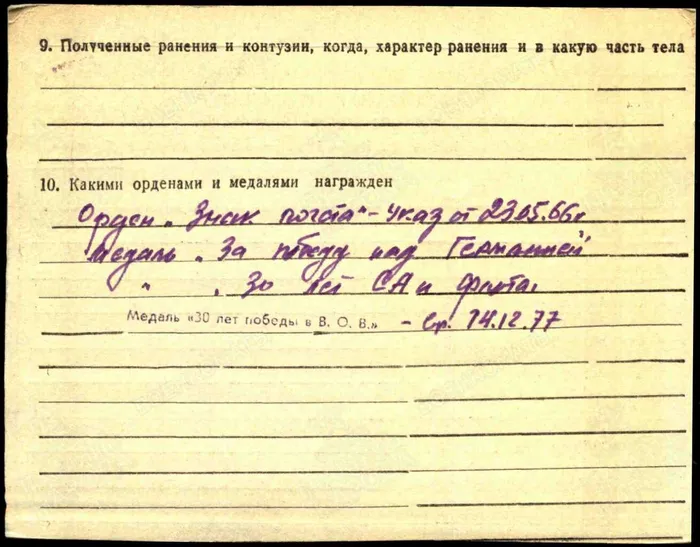 9. Полученные ранения и контузии, когда, характер ранения и в какую часть тела
10. Какими орденами и медалями награжден
Орден „Знак почета" - Указ от 23.05.66г
медаль „За победу над Германией"
" „ 30 лет СА и Флота"
Медаль «30 лет победы в В. О. В.» - 14.12.77